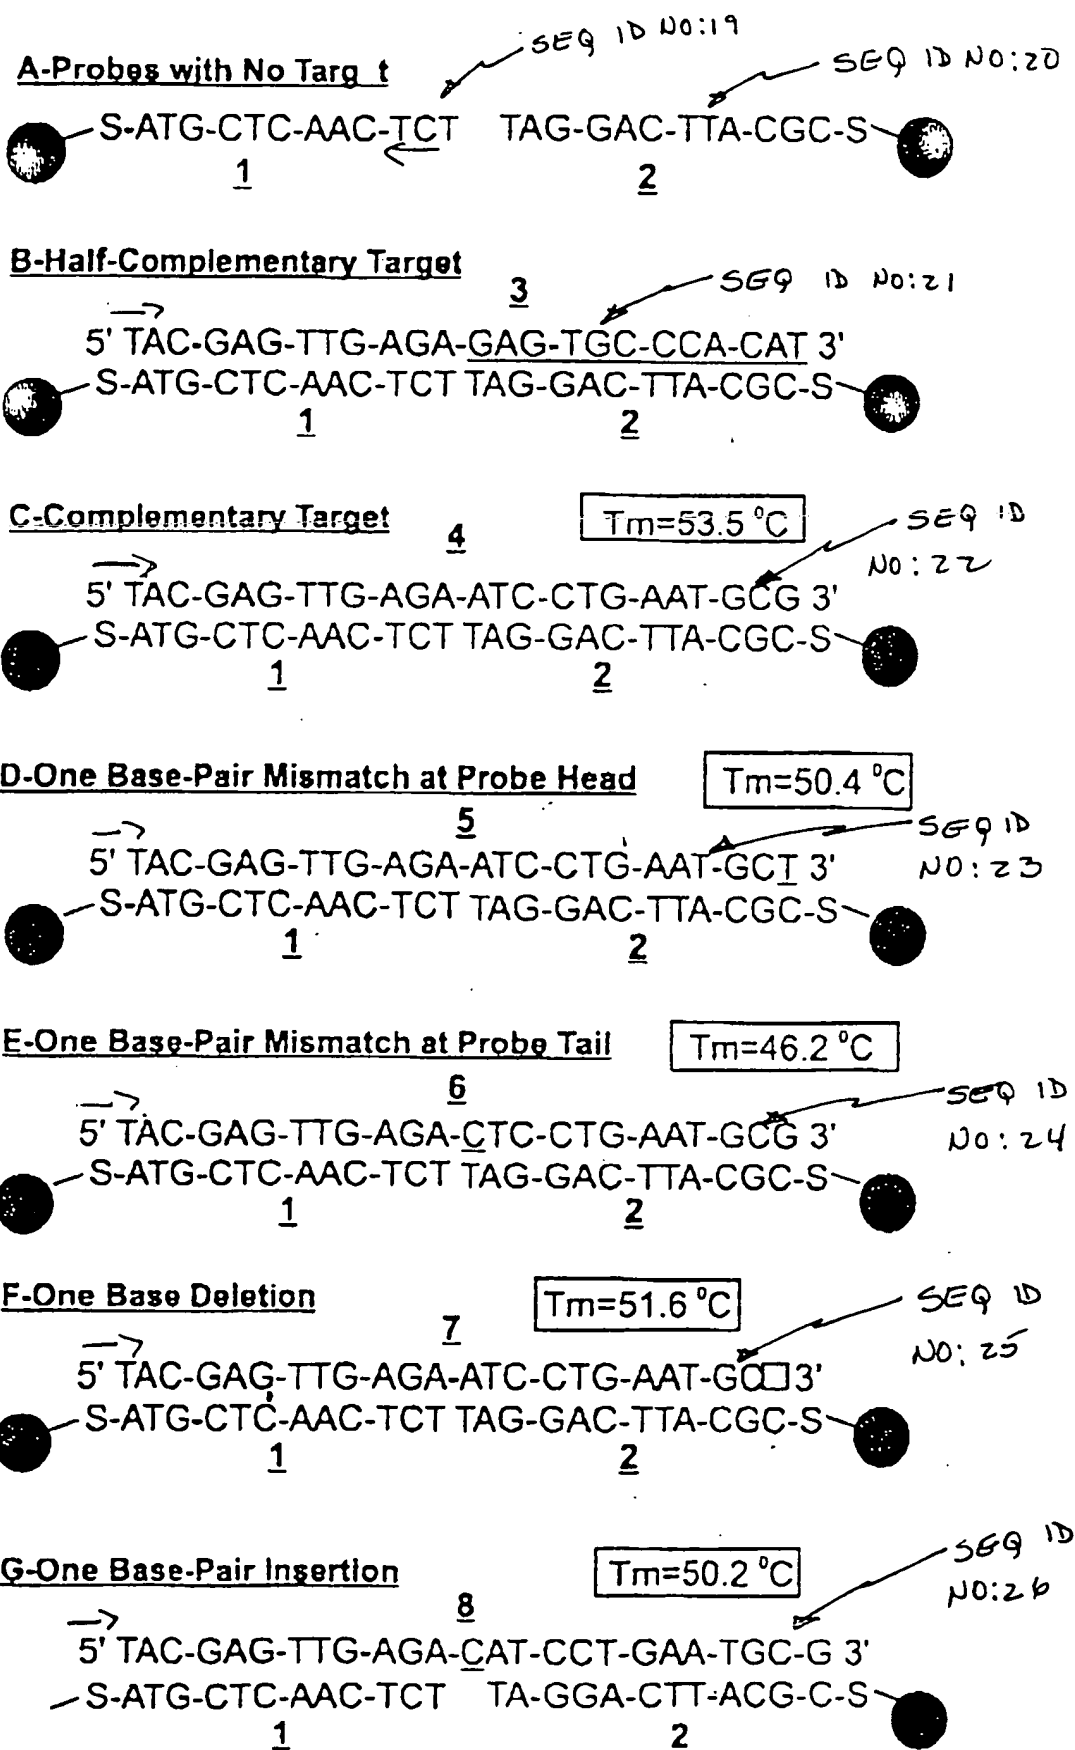 SEQ ID NO:19
A-Probes with No Targ t
SEQ ID NO:20
S-ATG-CTC-AAC-TCT TAG-GAC-TTA-CGC-S
1 2
B-Half-Complementary Target
3 SEQ ID NO:21
5' TAC-GAG-TTG-AGA-GAG-TGC-CCA-CAT 3'
S-ATG-CTC-AAC-TCT TAG-GAC-TTA-CGC-S
1 2
C-Complementary Target
4 Tm=53.5 °C SEQ ID
NO:22
5' TAC-GAG-TTG-AGA-ATC-CTG-AAT-GCG 3'
S-ATG-CTC-AAC-TCT TAG-GAC-TTA-CGC-S
1 2
D-One Base-Pair Mismatch at Probe Head Tm=50.4 °C
5 SEQ ID
NO:23
5' TAC-GAG-TTG-AGA-ATC-CTG-AAT-GCT 3'
S-ATG-CTC-AAC-TCT TAG-GAC-TTA-CGC-S
1 2
E-One Base-Pair Mismatch at Probe Tail Tm=46.2 °C
6 SEQ ID
NO:24
5' TAC-GAG-TTG-AGA-CTC-CTG-AAT-GCG 3'
S-ATG-CTC-AAC-TCT TAG-GAC-TTA-CGC-S
1 2
F-One Base Deletion Tm=51.6 °C
7 SEQ ID
NO:25
5' TAC-GAG-TTG-AGA-ATC-CTG-AAT-GC 3'
S-ATG-CTC-AAC-TCT TAG-GAC-TTA-CGC-S
1 2
G-One Base-Pair Insertion Tm=50.2 °C
8 SEQ ID
NO:26
5' TAC-GAG-TTG-AGA-CAT-CCT-GAA-TGC-G 3'
S-ATG-CTC-AAC-TCT TA-GGA-CTT-ACG-C-S
1 2